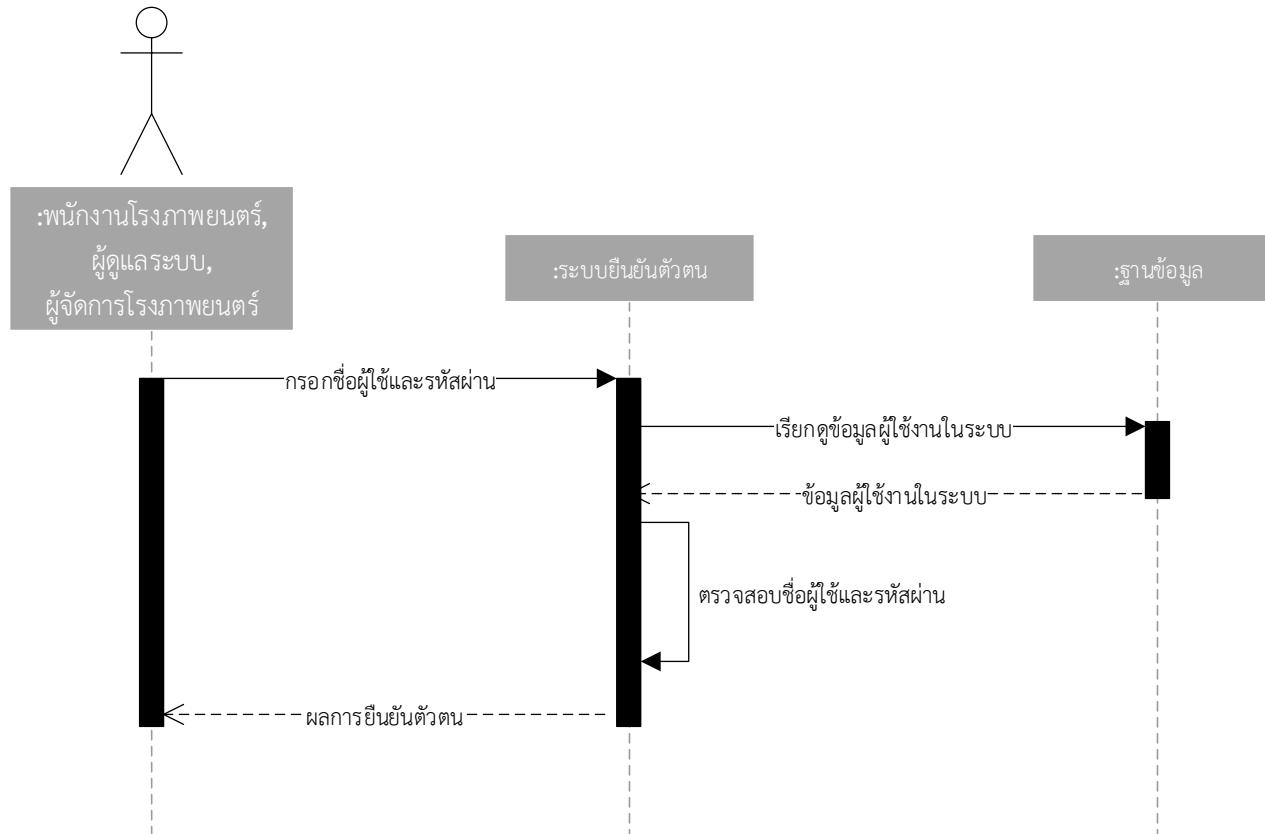 :พนักงานโรงภาพยนตร์,
ผู้ดูแลระบบ,
ผู้จัดการโรงภาพยนตร์
:ระบบยืนยันตัวตน
:ฐานข้อมูล
กรอกชื่อผู้ใช้และรหัสผ่าน
เรียกดูข้อมูลผู้ใช้งานในระบบ
ข้อมูลผู้ใช้งานในระบบ
ตรวจสอบชื่อผู้ใช้และรหัสผ่าน
ผลการยืนยันตัวตน